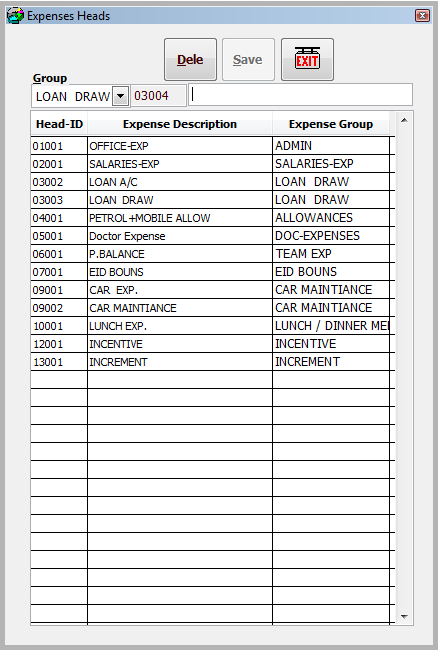 Expenses Heads
Dele Save EXIT
Group
LOAN DRAW 03004
Head-ID Expense Description Expense Group
01001 OFFICE-EXP ADMIN
02001 SALARIES-EXP SALARIES-EXP
03002 LOAN A/C LOAN DRAW
03003 LOAN DRAW LOAN DRAW
04001 PETROL+MOBILE ALLOW ALLOWANCES
05001 Doctor Expense DOC-EXPENSES
06001 P.BALANCE TEAM EXP
07001 EID BOUNS EID BOUNS
09001 CAR EXP. CAR MAINTIANCE
09002 CAR MAINTIANCE CAR MAINTIANCE
10001 LUNCH EXP. LUNCH / DINNER MEI
12001 INCENTIVE INCENTIVE
13001 INCREMENT INCREMENT